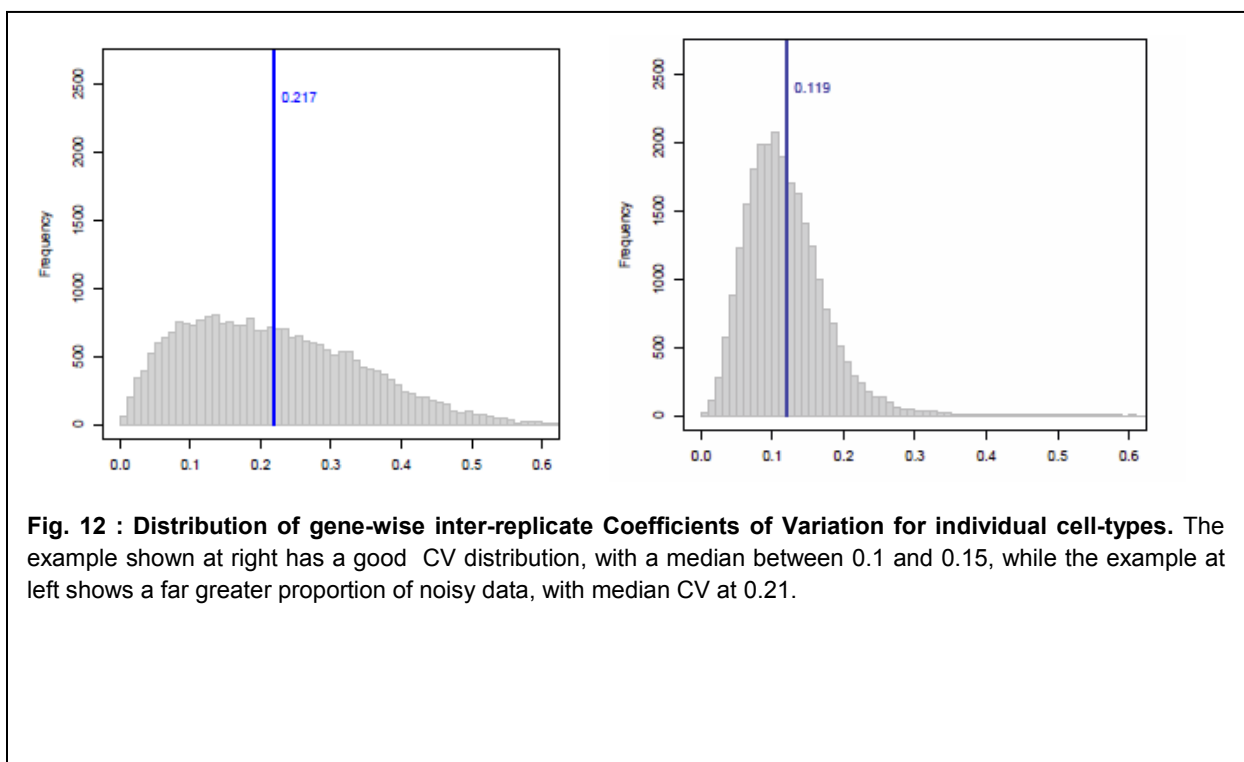 0.217
Frequency
2500
2000
1500
1000
500
0
0.0 0.1 0.2 0.3 0.4 0.5 0.6
0.119
Frequency
2500
2000
1500
1000
500
0
0.0 0.1 0.2 0.3 0.4 0.5 0.6
Fig. 12 : Distribution of gene-wise inter-replicate Coefficients of Variation for individual cell-types. The
example shown at right has a good CV distribution, with a median between 0.1 and 0.15, while the example at
left shows a far greater proportion of noisy data, with median CV at 0.21.